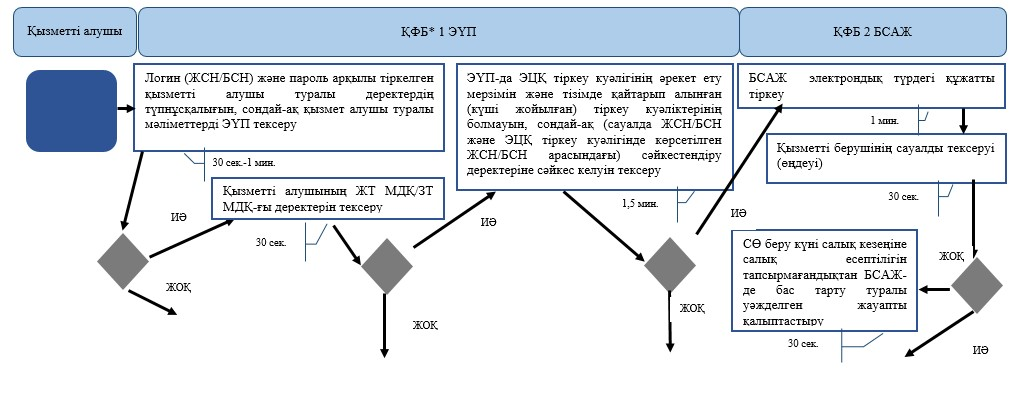 Қызметті алушы
ҚФБ* 1 ЭҮП
ҚФБ 2 БСАЖ
Логин (ЖСН/БСН) және пароль арқылы тіркелген
қызметті алушы туралы деректердің
түпнұсқалығын, сондай-ақ қызмет алушы туралы
мәліметтерді ЭҮП тексеру
30 сек.-1 мин.
Қызметті алушының ЖТ МДҚ/ЗТ
МДҚ-ғы деректерін тексеру
30 сек.
ИӘ
ЖОҚ
ЭҮП-да ЭЦҚ тіркеу куәлігінің әрекет ету
мерзімін және тізімде қайтарып алынған
(күші жойылған) тіркеу куәліктерінің
болмауын, сондай-ақ (сауалда ЖСН/БСН
және ЭЦҚ тіркеу куәлігінде көрсетілген
ЖСН/БСН арасындағы) сәйкестендіру
деректеріне сәйкес келуін тексеру
1,5 мин.
ИӘ
ЖОҚ
БСАЖ электрондық түрдегі құжатты
тіркеу
1 мин.
Қызметті берушінің сауалды тексеруі
(өңдеуі)
30 сек.
ИӘ
ЖОҚ
СӨ беру күні салық кезеңіне
салық есептілігін
тапсырмағандықтан БСАЖ-
де бас тарту туралы
уәжделген жауапты
қалыптастыру
30 сек.
ЖОҚ
ИӘ